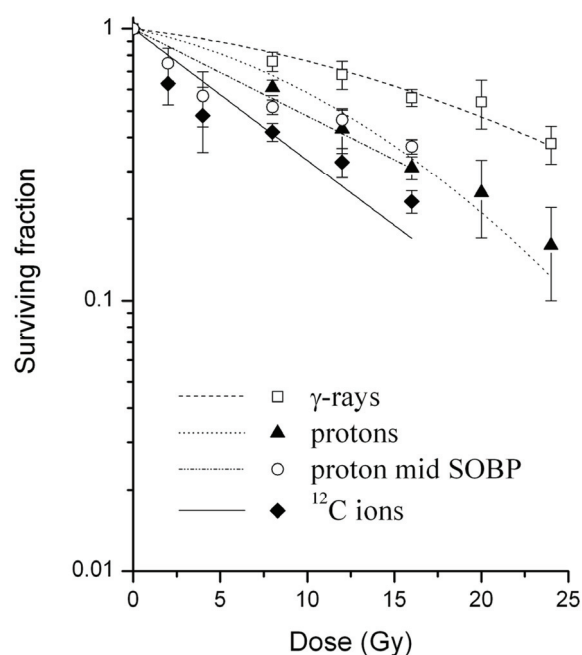 1
0.1
0.01
Surviving fraction
γ-rays
protons
proton mid SOBP
¹²C ions
0 5 10 15 20 25
Dose (Gy)